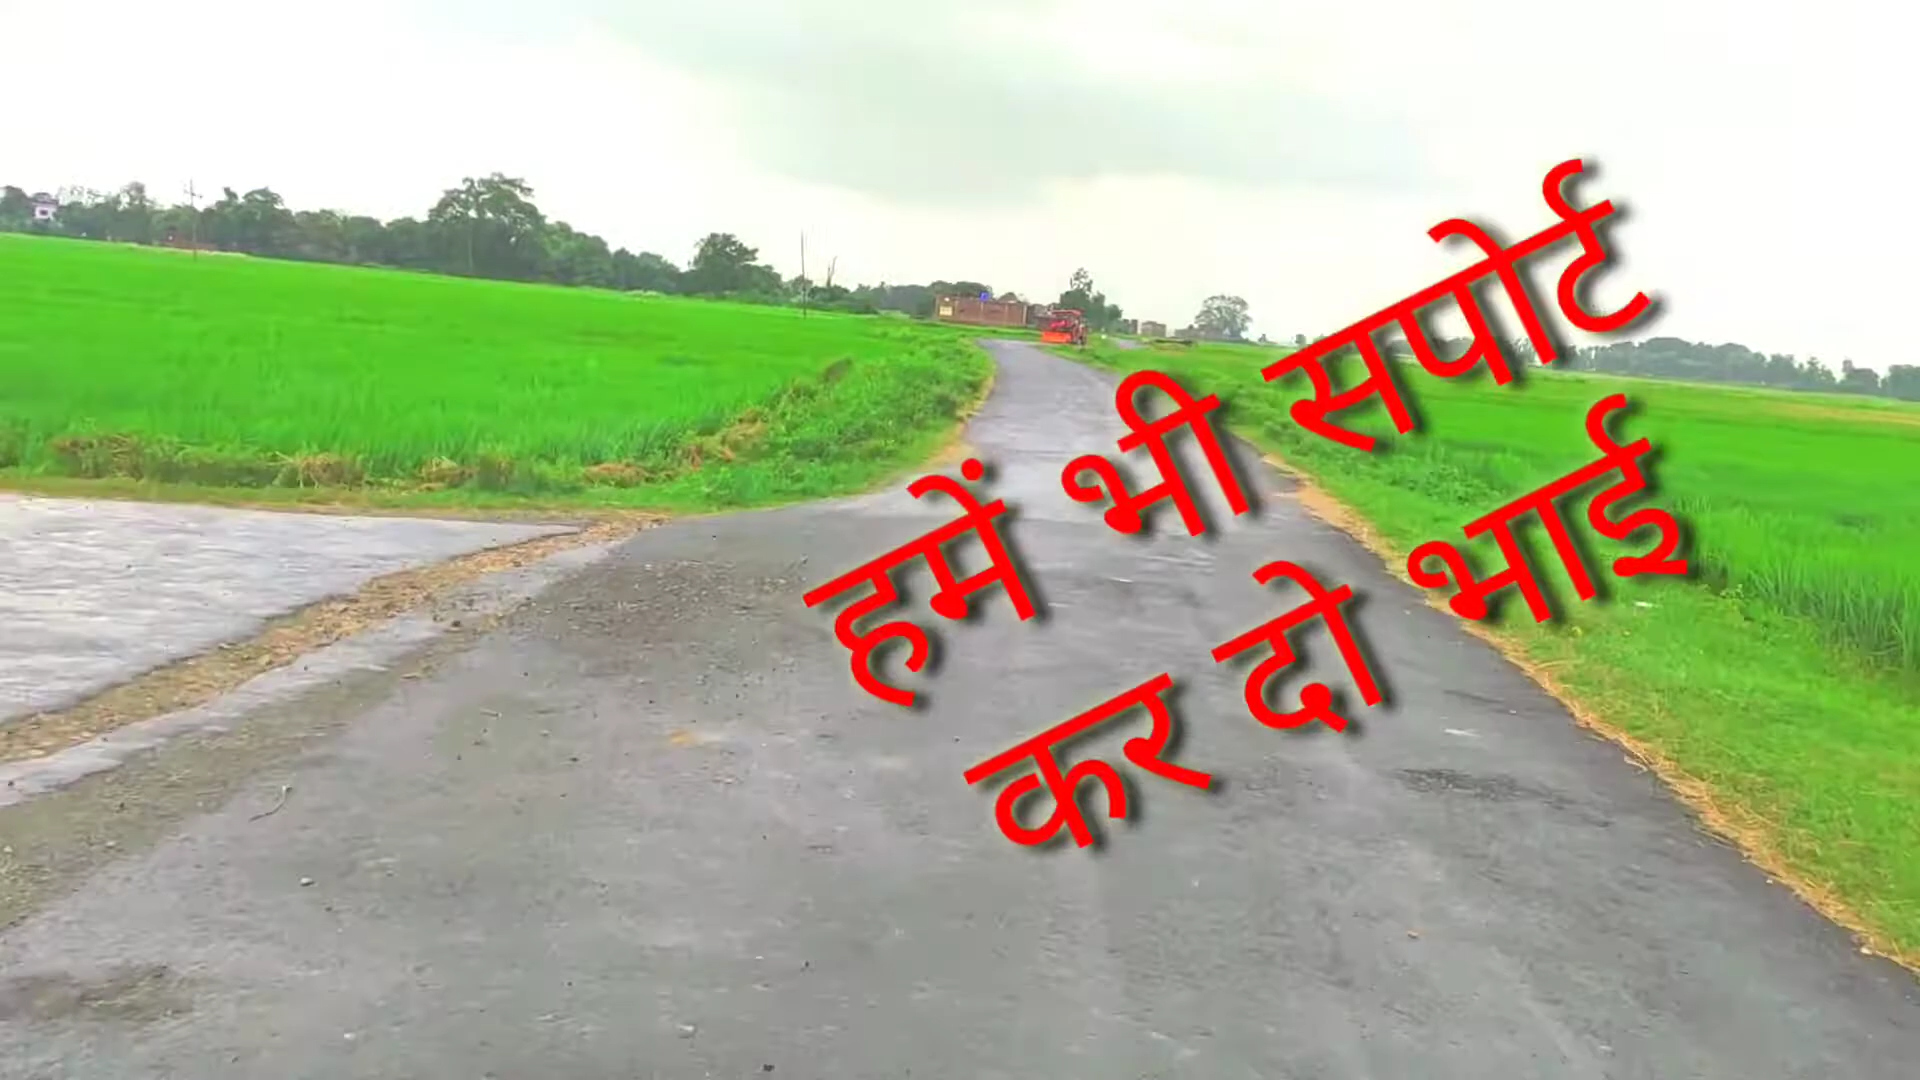 हमें भी सपोर्ट
कर दो भाई